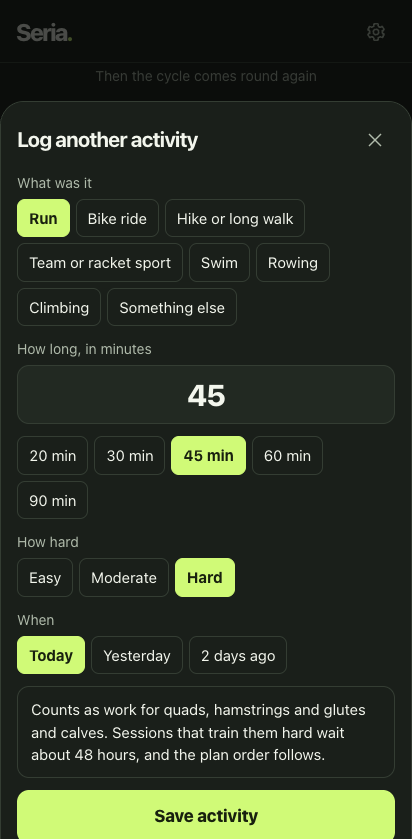 Seria.
Then the cycle comes round again
Log another activity
What was it
Run Bike ride Hike or long walk
Team or racket sport Swim Rowing
Climbing Something else
How long, in minutes
45
20 min 30 min 45 min 60 min
90 min
How hard
Easy Moderate Hard
When
Today Yesterday 2 days ago
Counts as work for quads, hamstrings and glutes
and calves. Sessions that train them hard wait
about 48 hours, and the plan order follows.
Save activity